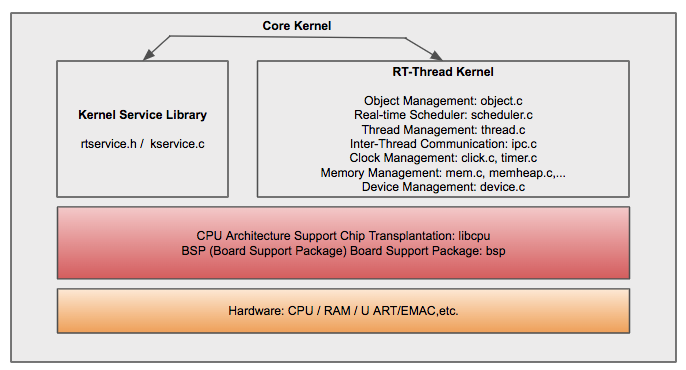 Core Kernel
Kernel Service Library
rtservice.h / kservice.c
RT-Thread Kernel
Object Management: object.c
Real-time Scheduler: scheduler.c
Thread Management: thread.c
Inter-Thread Communication: ipc.c
Clock Management: click.c, timer.c
Memory Management: mem.c, memheap.c,...
Device Management: device.c
CPU Architecture Support Chip Transplantation: libcpu
BSP (Board Support Package) Board Support Package: bsp
Hardware: CPU / RAM / U ART/EMAC,etc.